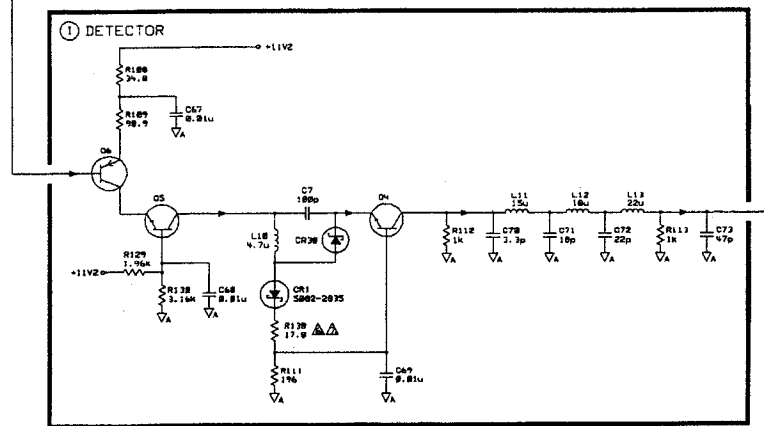 1 DETECTOR
+11V2
R108
34.8
R109
90.9
C67
0.01u
A
Q6
Q5
C7
100p
Q4
L11
15u
L12
18u
L13
22u
L10
4.7u
CR30
R112
1k
C70
3.3p
C71
18p
C72
22p
R113
1k
C73
47p
A
A
A
A
A
A
R129
1.96k
+11V2
R130
3.16k
C68
0.01u
A
A
CR1
5082-2835
R138
17.8
R111
196
A
C69
0.01u
A